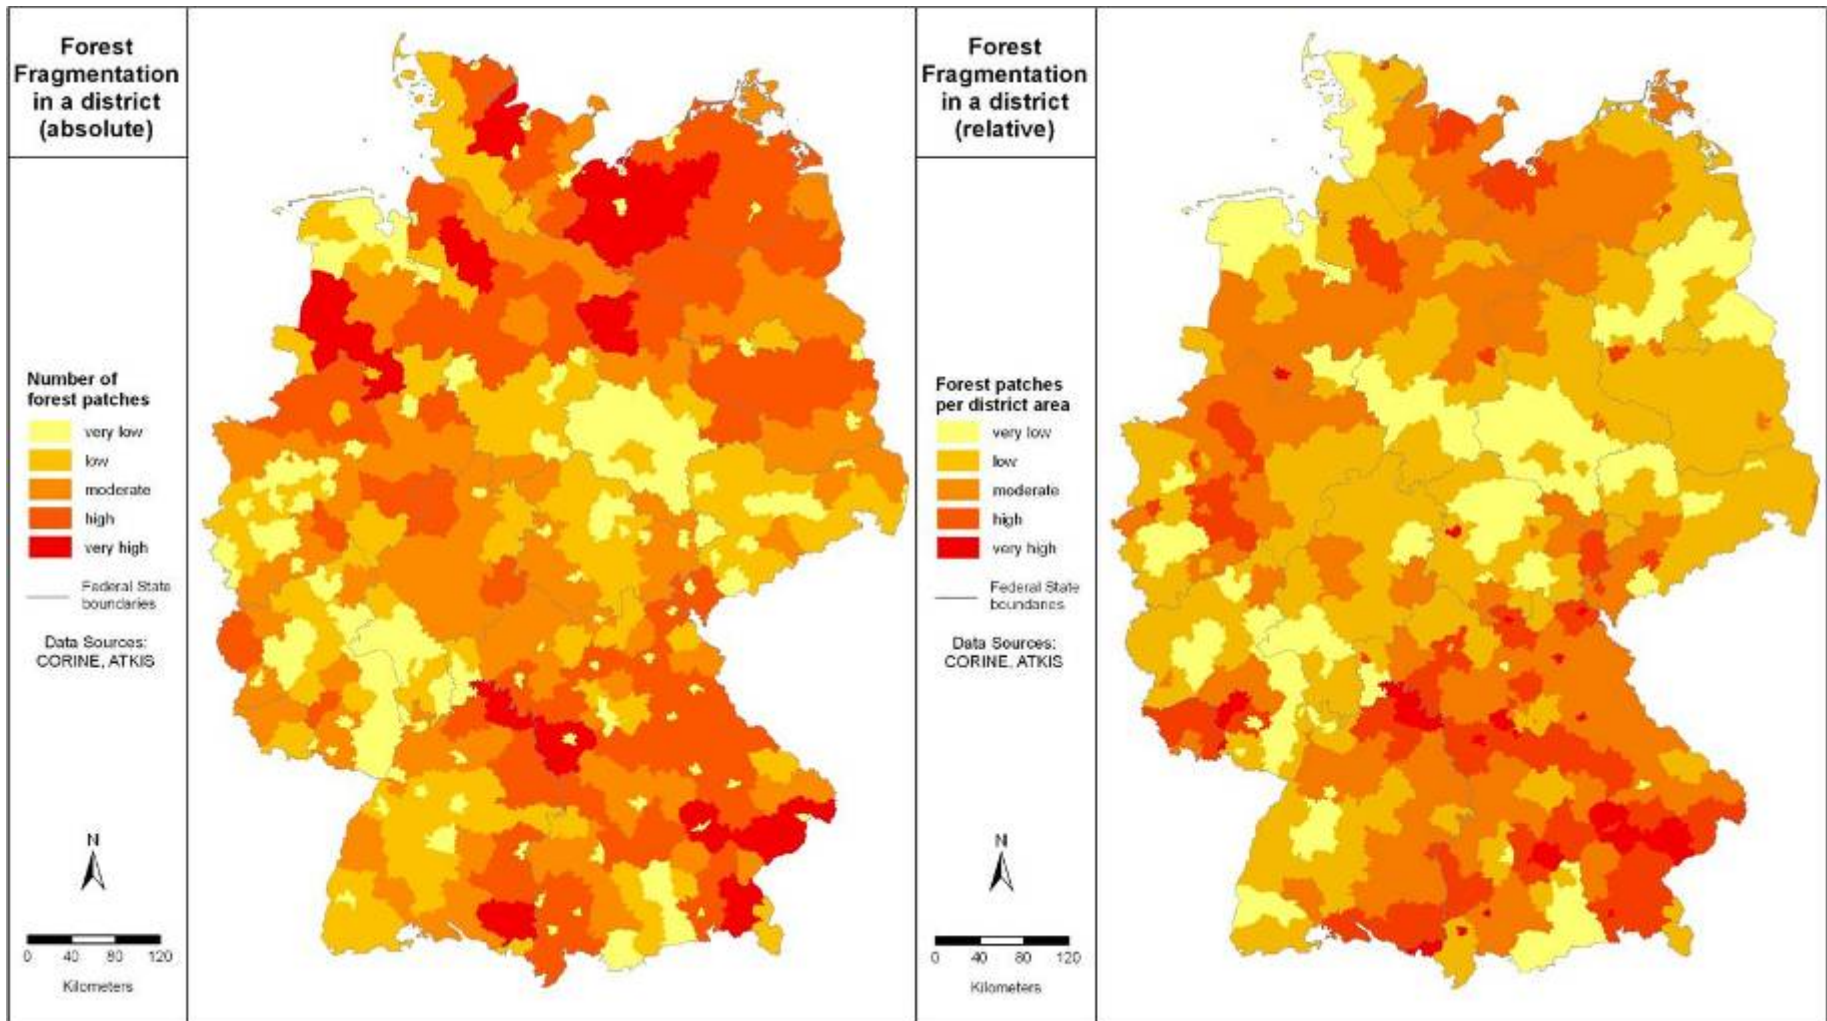 Forest
Fragmentation
in a district
(absolute)
Number of
forest patches
very low
low
moderate
high
very high
Federal State
boundaries
Data Sources:
CORINE, ATKIS
N
0 40 80 120
Kilometers
Forest
Fragmentation
in a district
(relative)
Forest patches
per district area
very low
low
moderate
high
very high
Federal State
boundaries
Data Sources:
CORINE, ATKIS
N
0 40 80 120
Kilometers